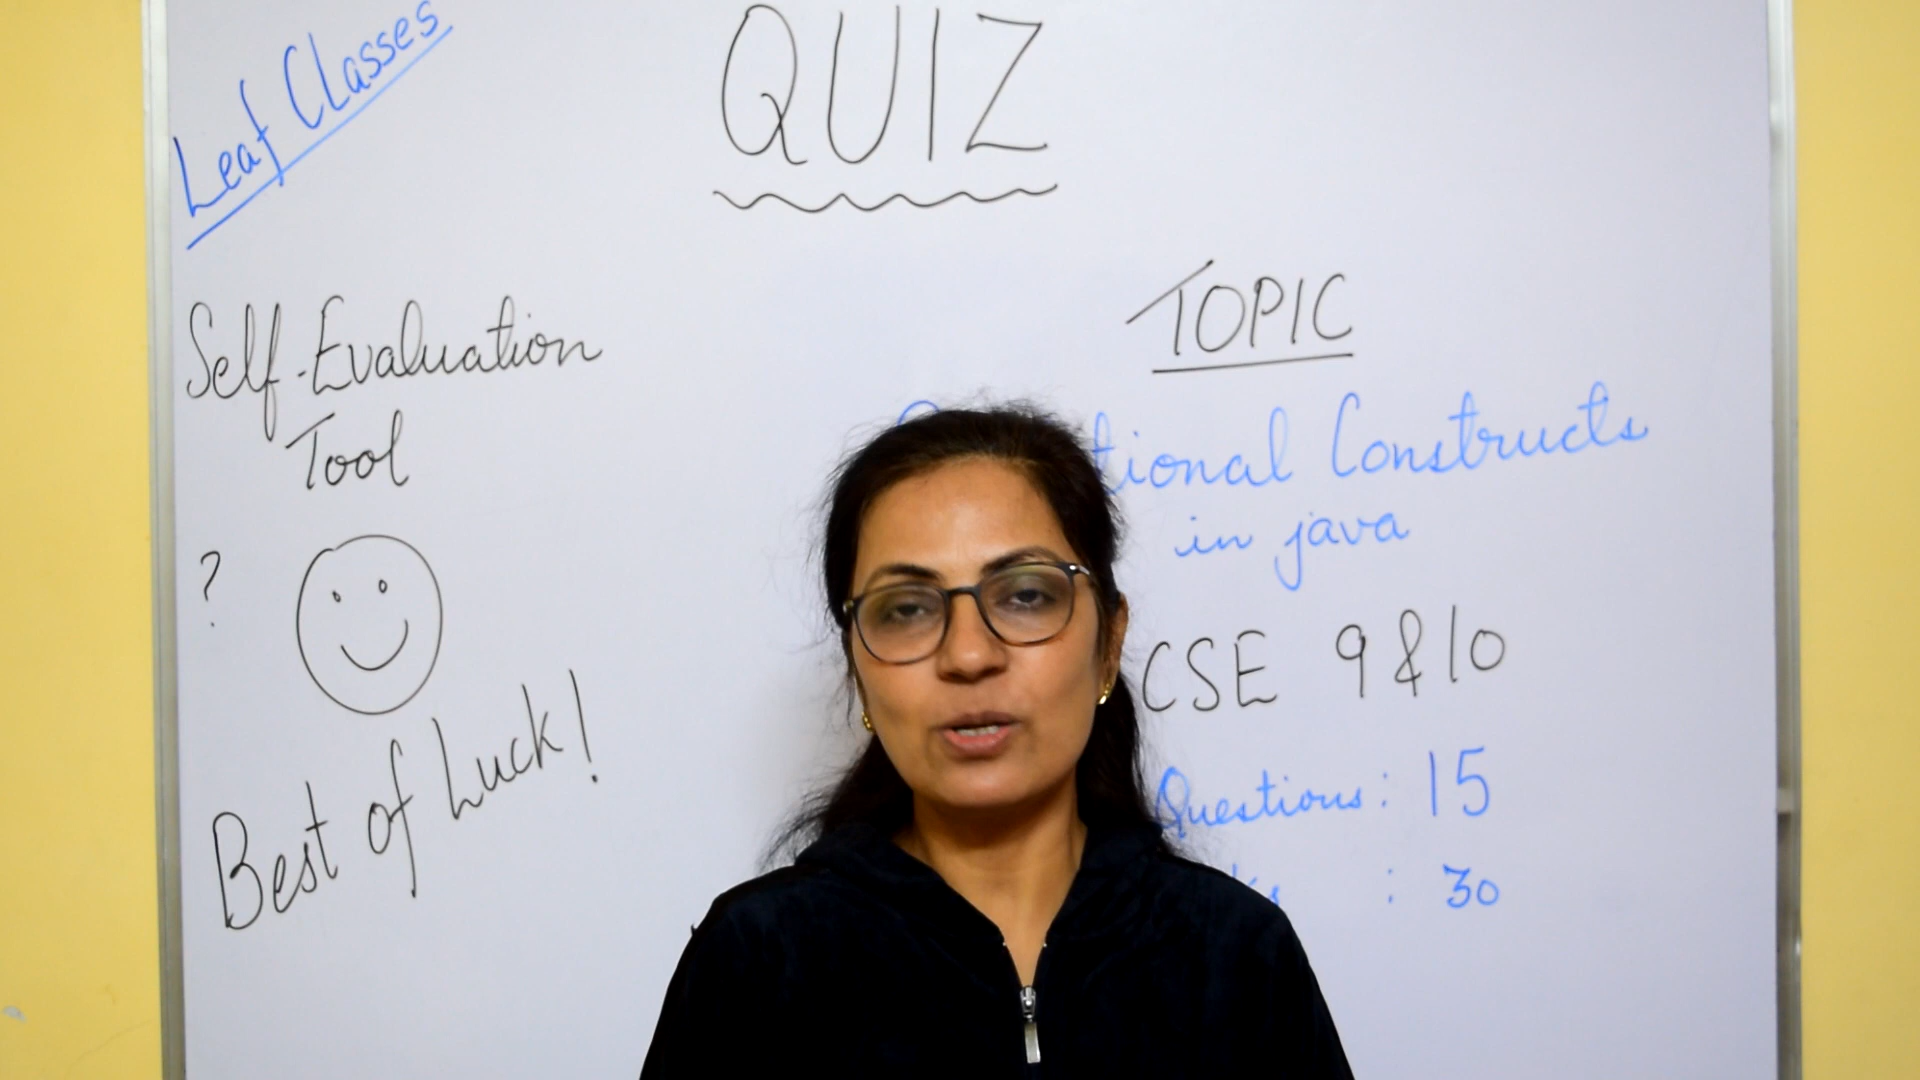 Leaf Classes
QUIZ
Self-Evaluation
Tool
?
Best of Luck!
TOPIC
Constructs
in java
CSE 9 & 10
Questions: 15
: 30